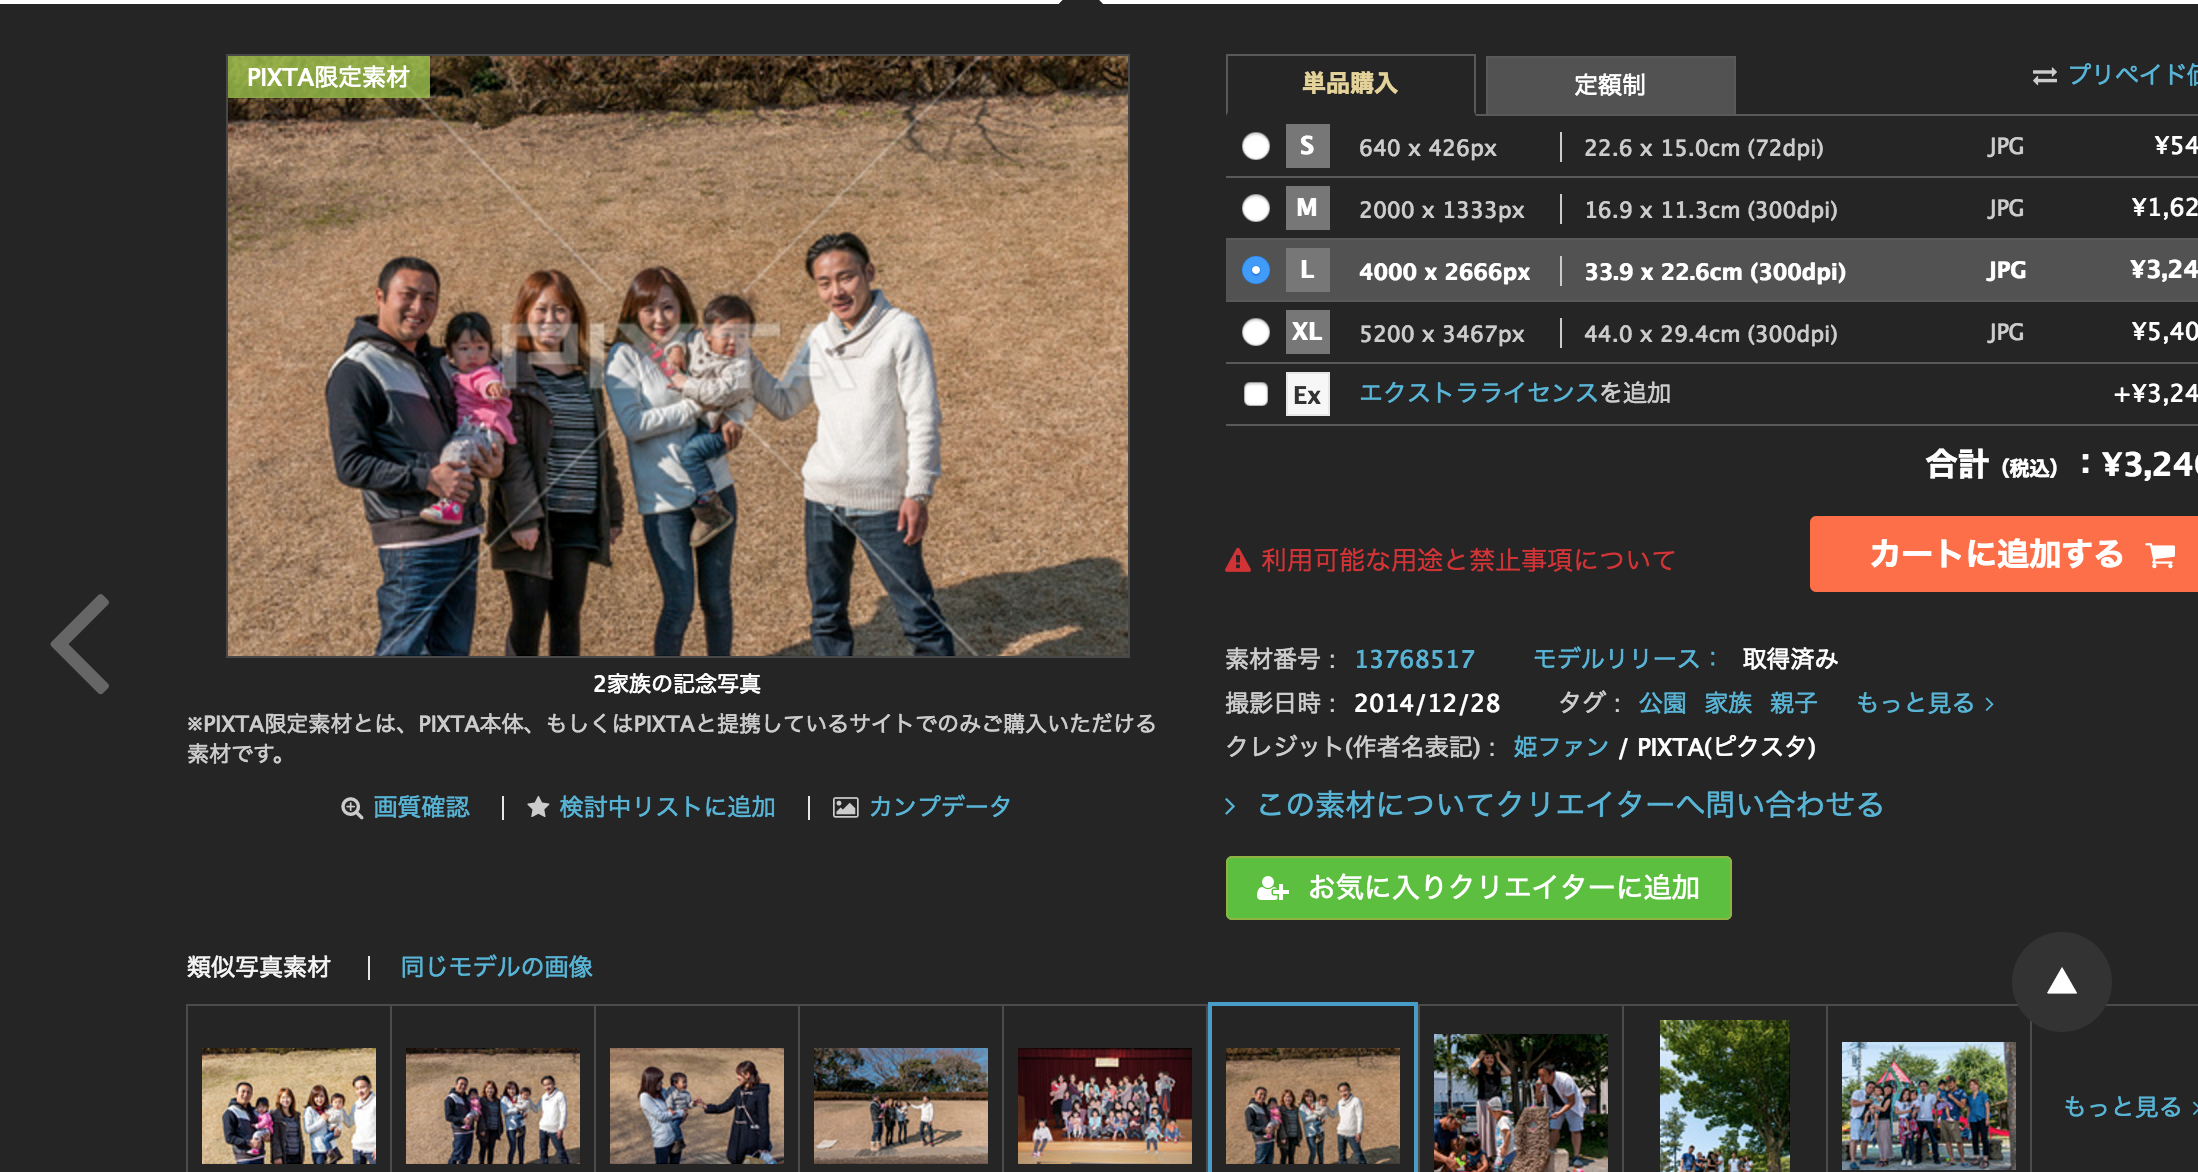 PIXTA限定素材
PIXTA
2家族の記念写真
※PIXTA限定素材とは、PIXTA本体、もしくはPIXTAと提携しているサイトでのみご購入いただける
素材です。
画質確認 | 検討中リストに追加 | カンプデータ
単品購入 定額制
プリペイド価
S 640 x 426px 22.6 x 15.0cm (72dpi) JPG ¥54
M 2000 x 1333px 16.9 x 11.3cm (300dpi) JPG ¥1,62
L 4000 x 2666px 33.9 x 22.6cm (300dpi) JPG ¥3,24
XL 5200 x 3467px 44.0 x 29.4cm (300dpi) JPG ¥5,40
Ex エクストラライセンスを追加 +¥3,24
合計 (税込) : ¥3,240
利用可能な用途と禁止事項について
カートに追加する
素材番号 : 13768517 モデルリリース : 取得済み
撮影日時 : 2014/12/28 タグ : 公園 家族 親子 もっと見る ›
クレジット(作者名表記) : 姫ファン / PIXTA(ピクスタ)
› この素材についてクリエイターへ問い合わせる
お気に入りクリエイターに追加
類似写真素材 | 同じモデルの画像
もっと見る ›